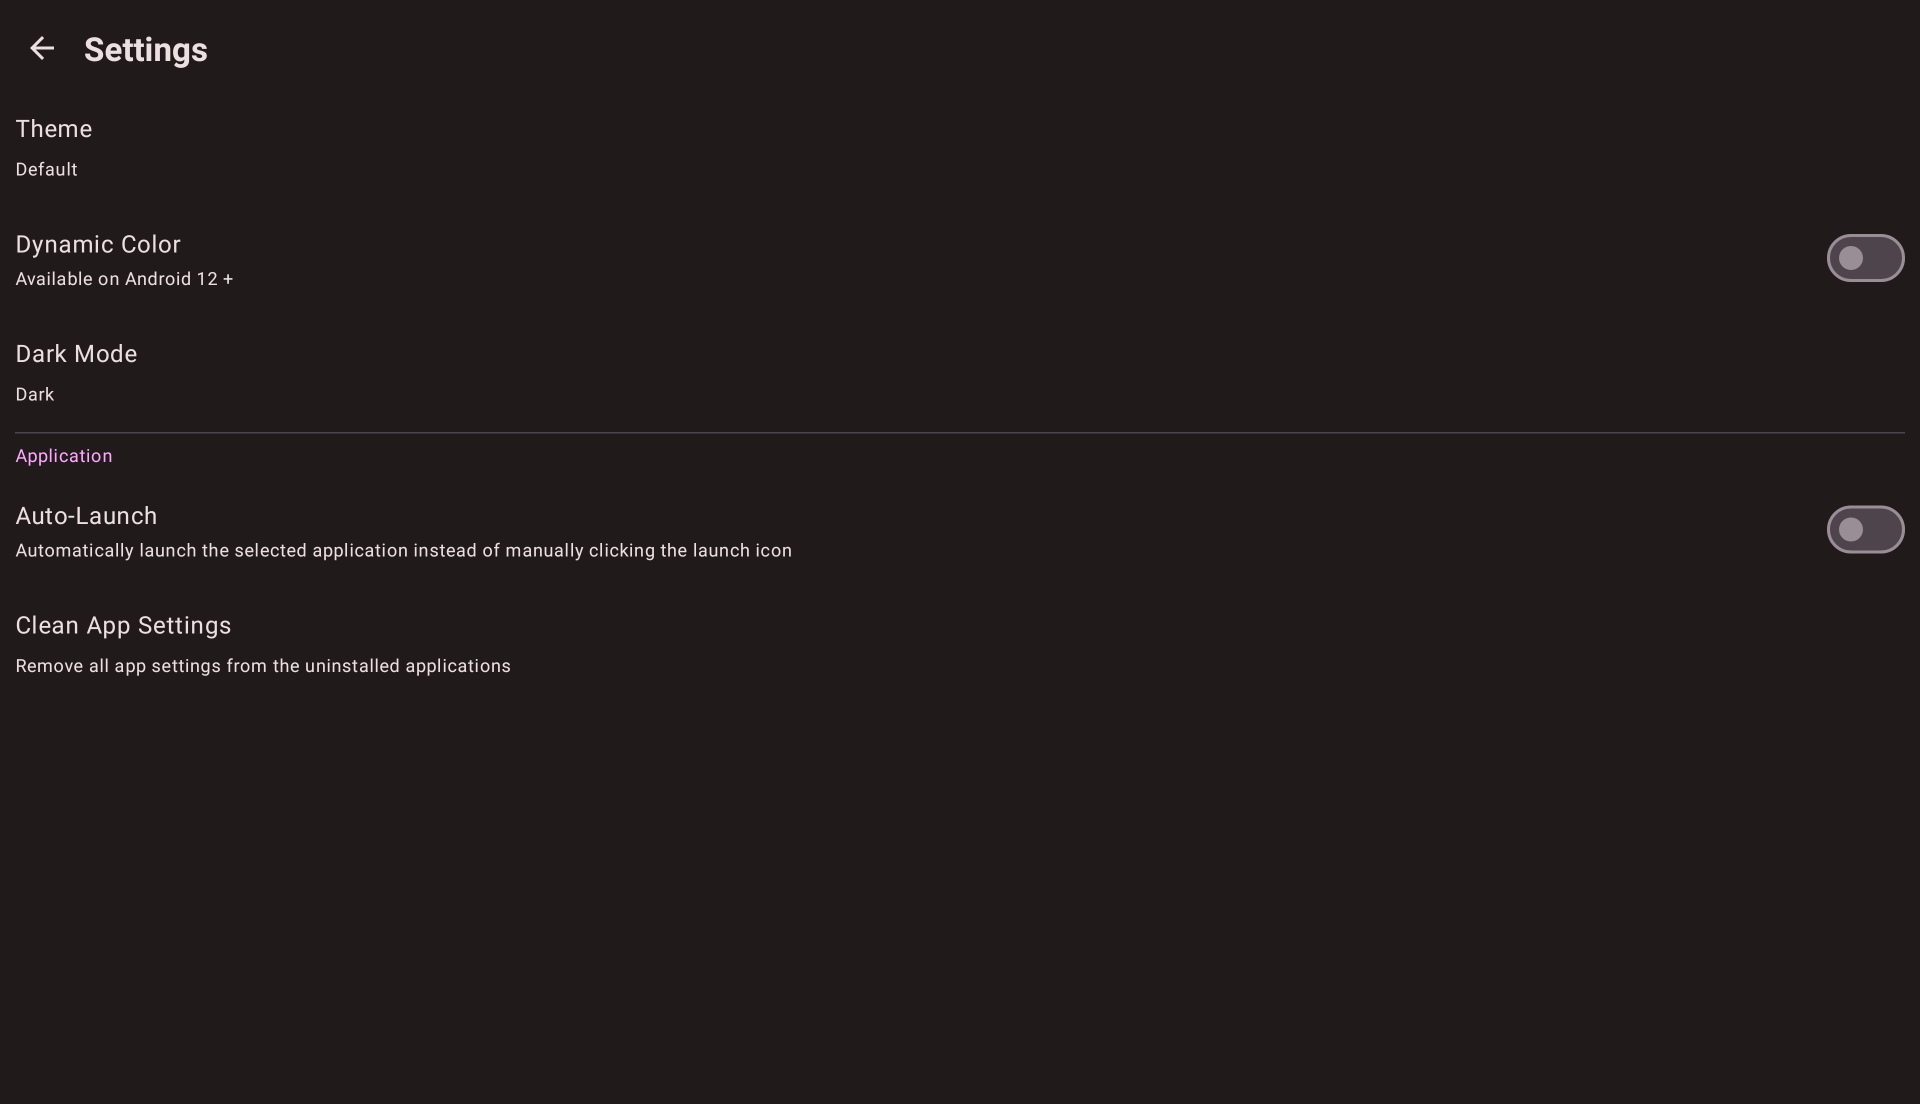 Settings
Theme
Default
Dynamic Color
Available on Android 12 +
Dark Mode
Dark
Application
Auto-Launch
Automatically launch the selected application instead of manually clicking the launch icon
Clean App Settings
Remove all app settings from the uninstalled applications